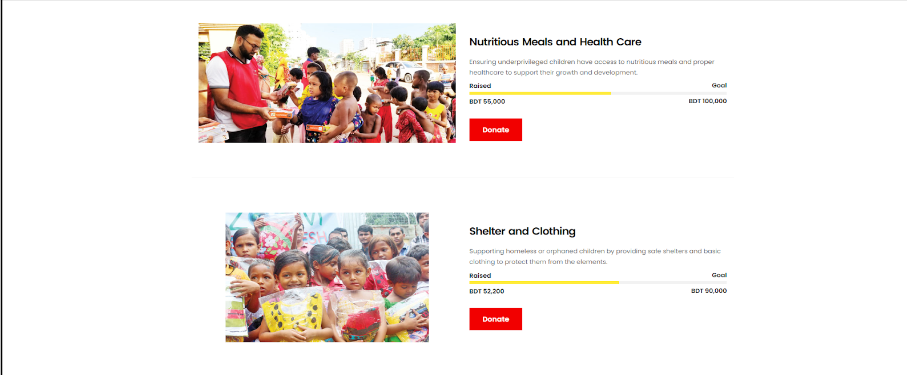 Nutritious Meals and Health Care
Ensuring underprivileged children have access to nutritious meals and proper
healthcare to support their growth and development.
Raised Goal
BDT 55,000 BDT 100,000
Donate
Shelter and Clothing
Supporting homeless or orphaned children by providing safe shelters and basic
clothing to protect them from the elements.
Raised Goal
BDT 52,200 BDT 90,000
Donate